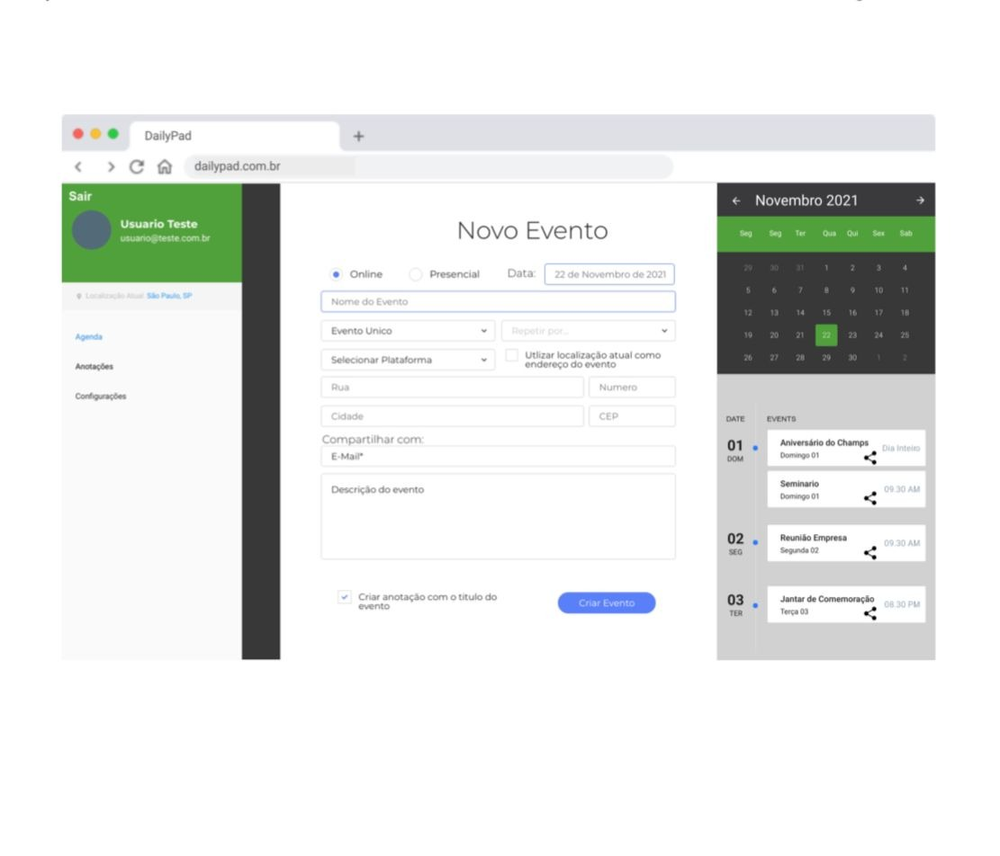 DailyPad
dailypad.com.br
Sair
Usuario Teste
usuario@teste.com.br
Localização Atual: São Paulo, SP
Agenda
Anotações
Configurações
Novo Evento
Online
Presencial
Data:
22 de Novembro de 2021
Nome do Evento
Evento Unico
Repetir por...
Selecionar Plataforma
Utlizar localização atual como
endereço do evento
Rua
Numero
Cidade
CEP
Compartilhar com:
E-Mail*
Descrição do evento
Criar anotação com o titulo do
evento
Criar Evento
Novembro 2021
Seg Seg Ter Qua Qui Sex Sab
29 30 31 1 2 3 4
5 6 7 8 9 10 11
12 13 14 15 16 17 18
19 20 21 22 23 24 25
26 27 28 29 30 1 2
DATE EVENTS
01
DOM
Aniversário do Champs
Domingo 01
Dia Inteiro
Seminario
Domingo 01
09.30 AM
02
SEG
Reunião Empresa
Segunda 02
09.30 AM
03
TER
Jantar de Comemoração
Terça 03
08.30 PM